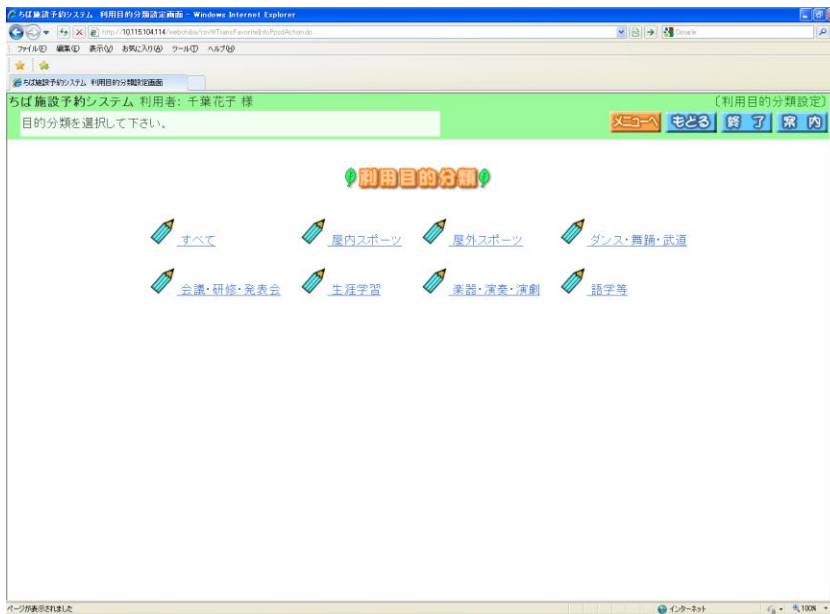 ちば施設予約システム 利用目的分類設定画面 - Windows Internet Explorer
http://10.115.104.114/webchiba/
Google
ファイル(F) 編集(E) 表示(V) お気に入り(A) ツール(T) ヘルプ(H)
ちば施設予約システム 利用目的分類設定画面
ちば施設予約システム 利用者: 千葉花子 様 〔利用目的分類設定〕
目的分類を選択して下さい。 メニューへ もどる 終了 案内
利用目的分類
すべて 屋内スポーツ 屋外スポーツ ダンス・舞踊・武道
会議・研修・発表会 生涯学習 楽器・演奏・演劇 語学等
ページが表示されました インターネット 100%